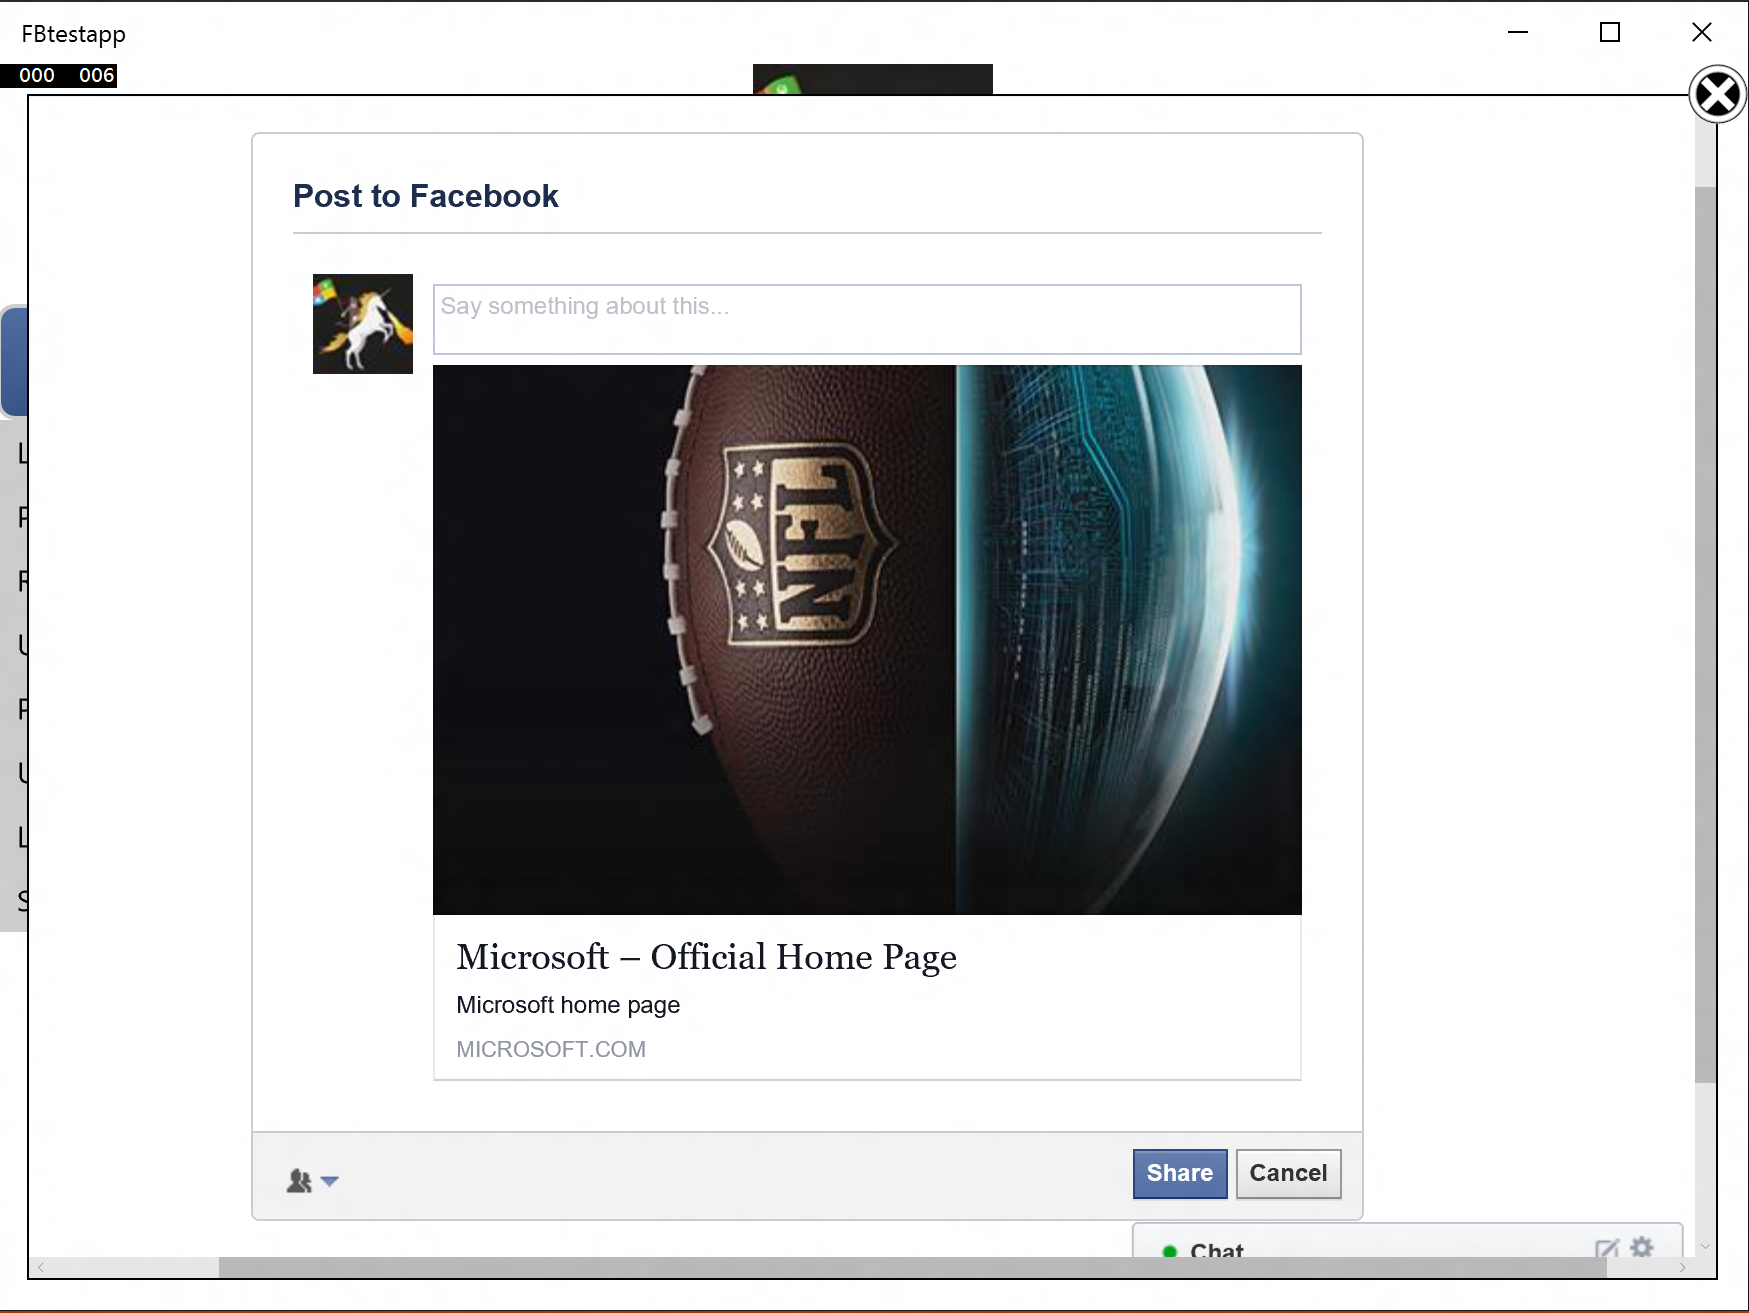 FBtestapp
000 006
Post to Facebook
Say something about this...
L
P
R
U
P
U
L
S
NFL
Microsoft – Official Home Page
Microsoft home page
MICROSOFT.COM
Share Cancel
Chat